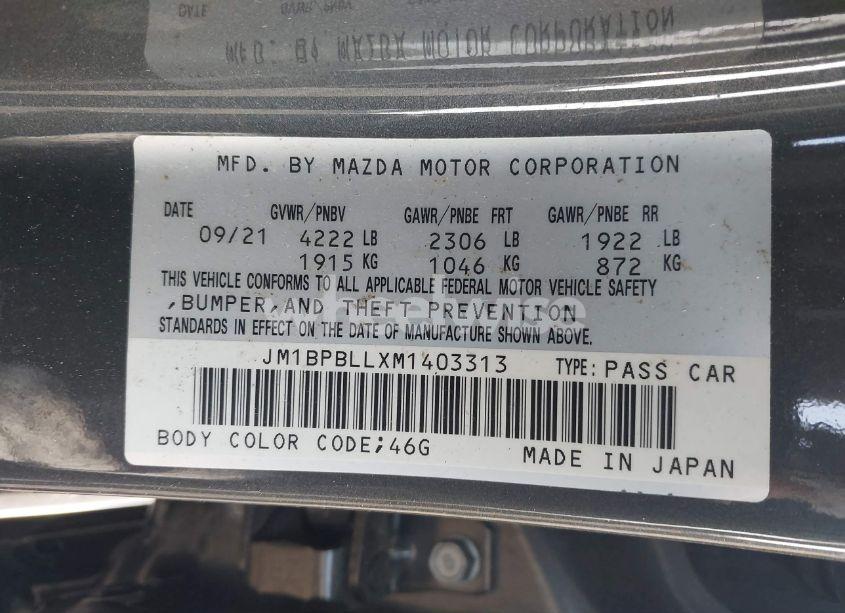 MFD. BY MAZDA MOTOR CORPORATION
DATE GVWR/PNBV GAWR/PNBE FRT GAWR/PNBE RR
09/21 4222 LB 2306 LB 1922 LB
1915 KG 1046 KG 872 KG
THIS VEHICLE CONFORMS TO ALL APPLICABLE FEDERAL MOTOR VEHICLE SAFETY
,BUMPER,AND THEFT PREVENTION
STANDARDS IN EFFECT ON THE DATE OF MANUFACTURE SHOWN ABOVE.
JM1BPBLLXM1403313 TYPE: PASS CAR
BODY COLOR CODE;46G
MADE IN JAPAN